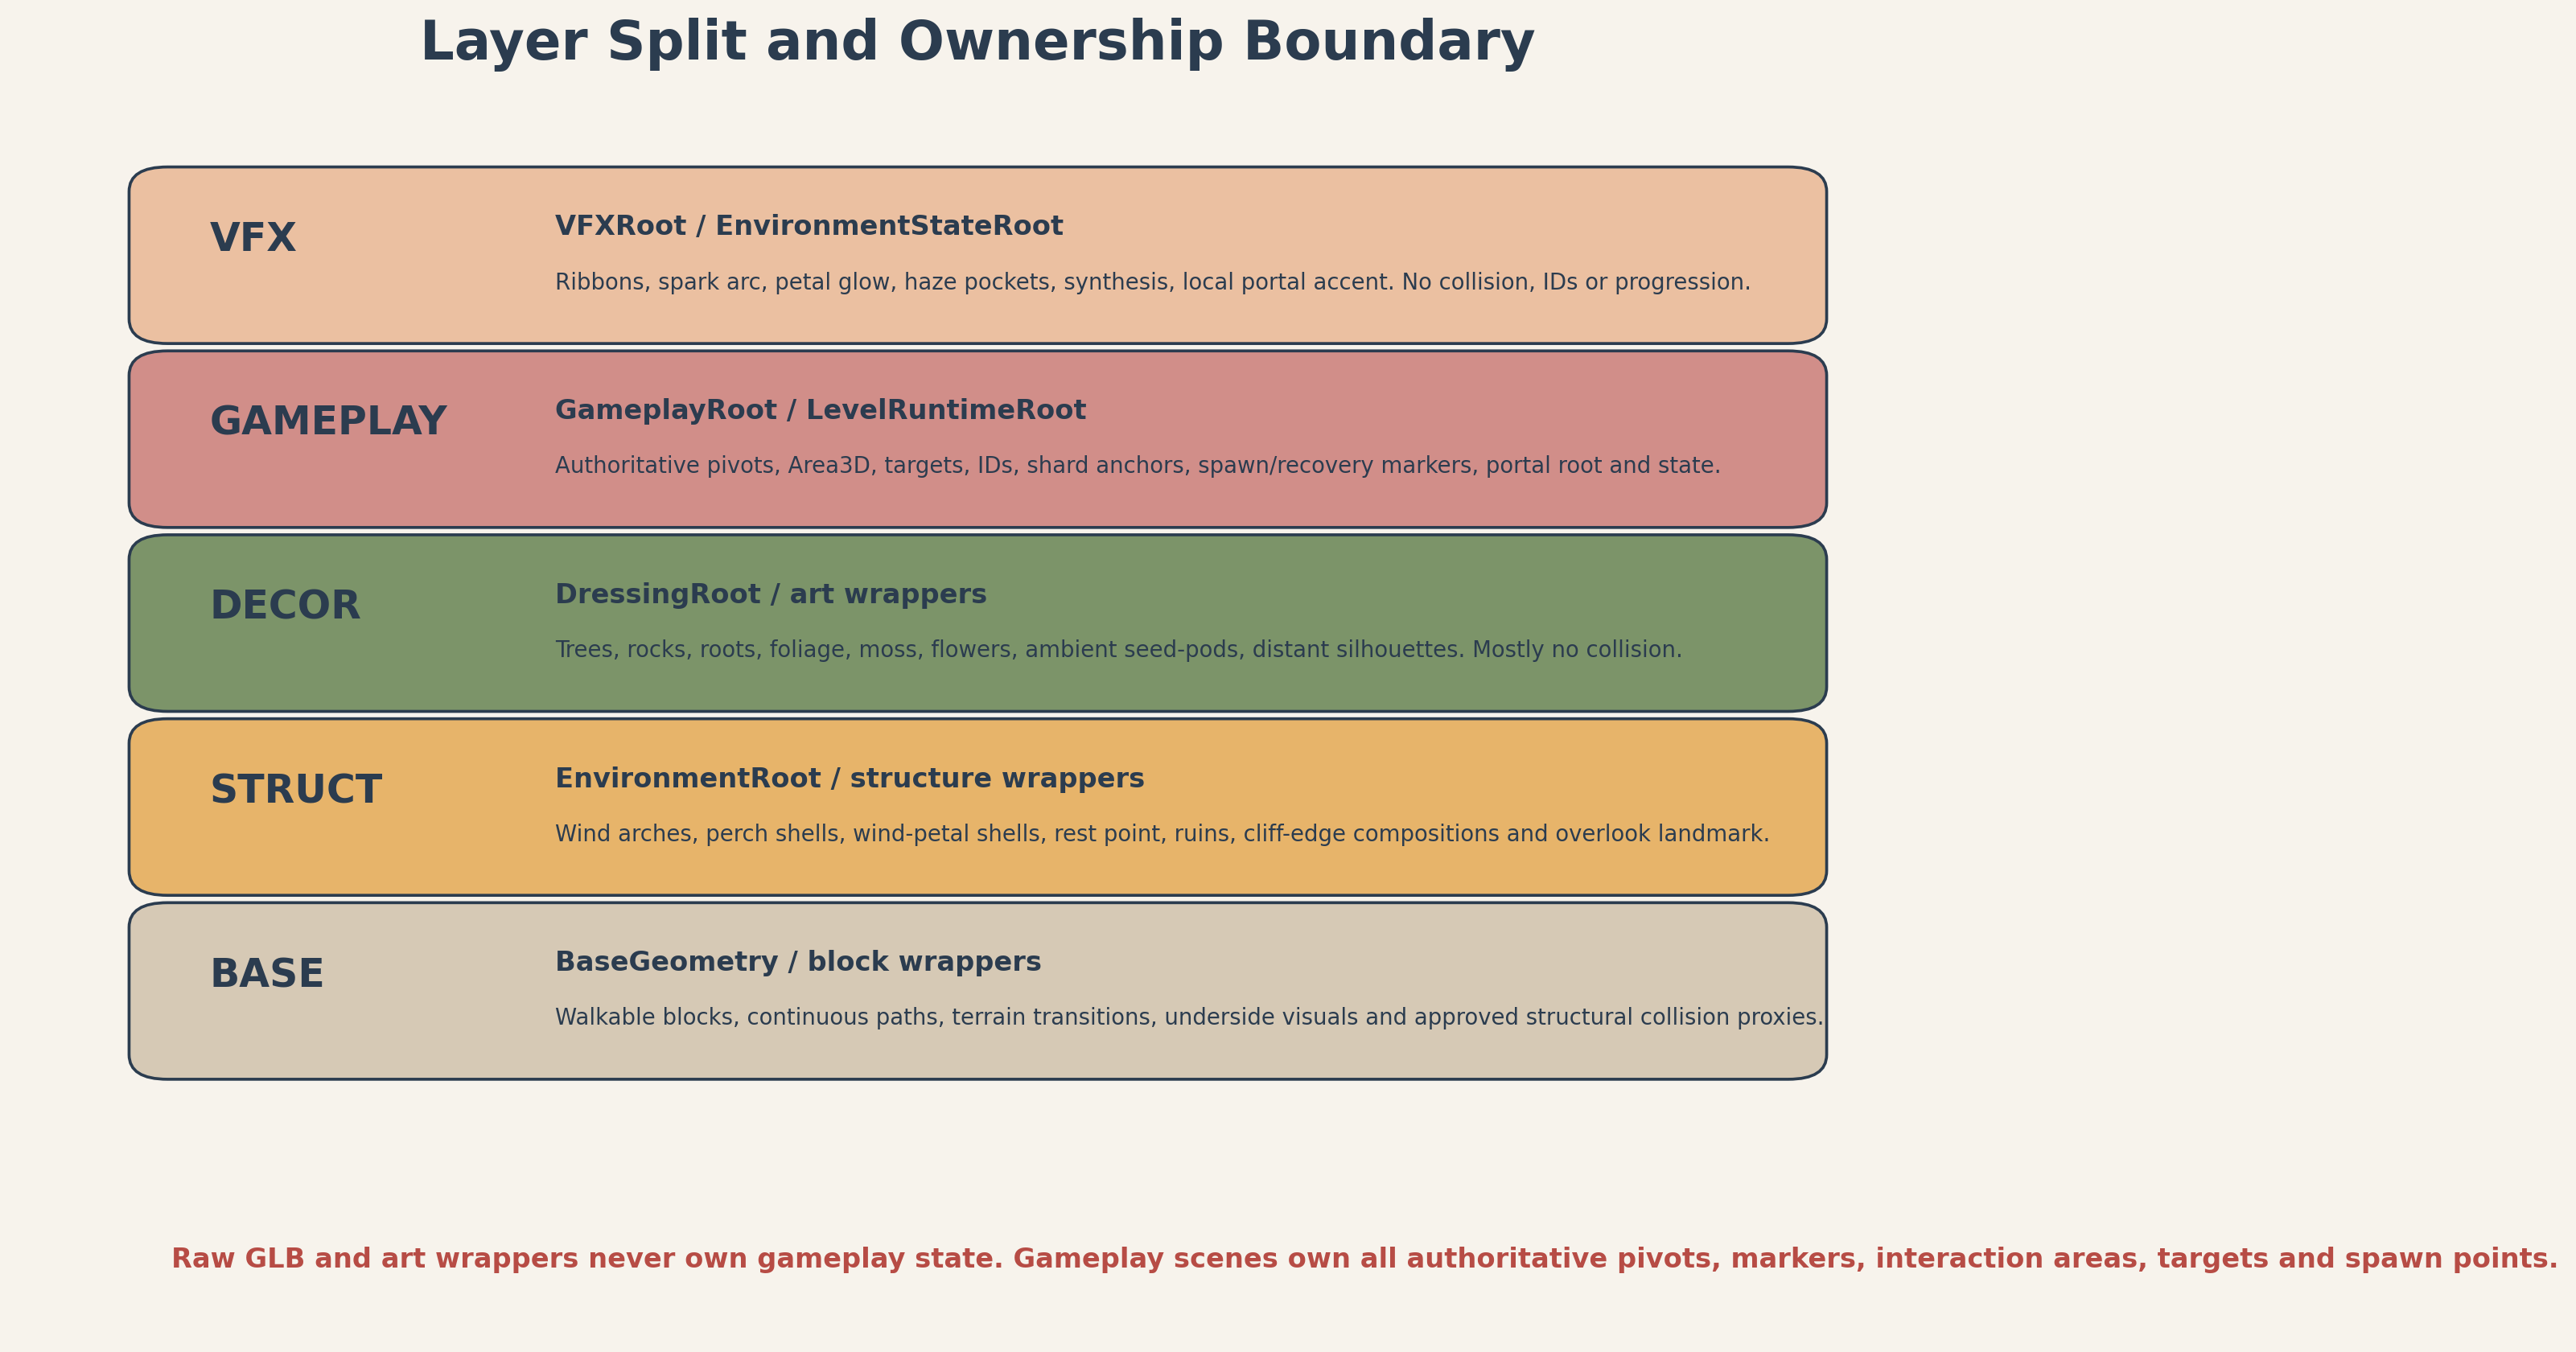 Layer Split and Ownership Boundary
VFX
VFXRoot / EnvironmentStateRoot
Ribbons, spark arc, petal glow, haze pockets, synthesis, local portal accent. No collision, IDs or progression.
GAMEPLAY
GameplayRoot / LevelRuntimeRoot
Authoritative pivots, Area3D, targets, IDs, shard anchors, spawn/recovery markers, portal root and state.
DECOR
DressingRoot / art wrappers
Trees, rocks, roots, foliage, moss, flowers, ambient seed-pods, distant silhouettes. Mostly no collision.
STRUCT
EnvironmentRoot / structure wrappers
Wind arches, perch shells, wind-petal shells, rest point, ruins, cliff-edge compositions and overlook landmark.
BASE
BaseGeometry / block wrappers
Walkable blocks, continuous paths, terrain transitions, underside visuals and approved structural collision proxies.
Raw GLB and art wrappers never own gameplay state. Gameplay scenes own all authoritative pivots, markers, interaction areas, targets and spawn points.